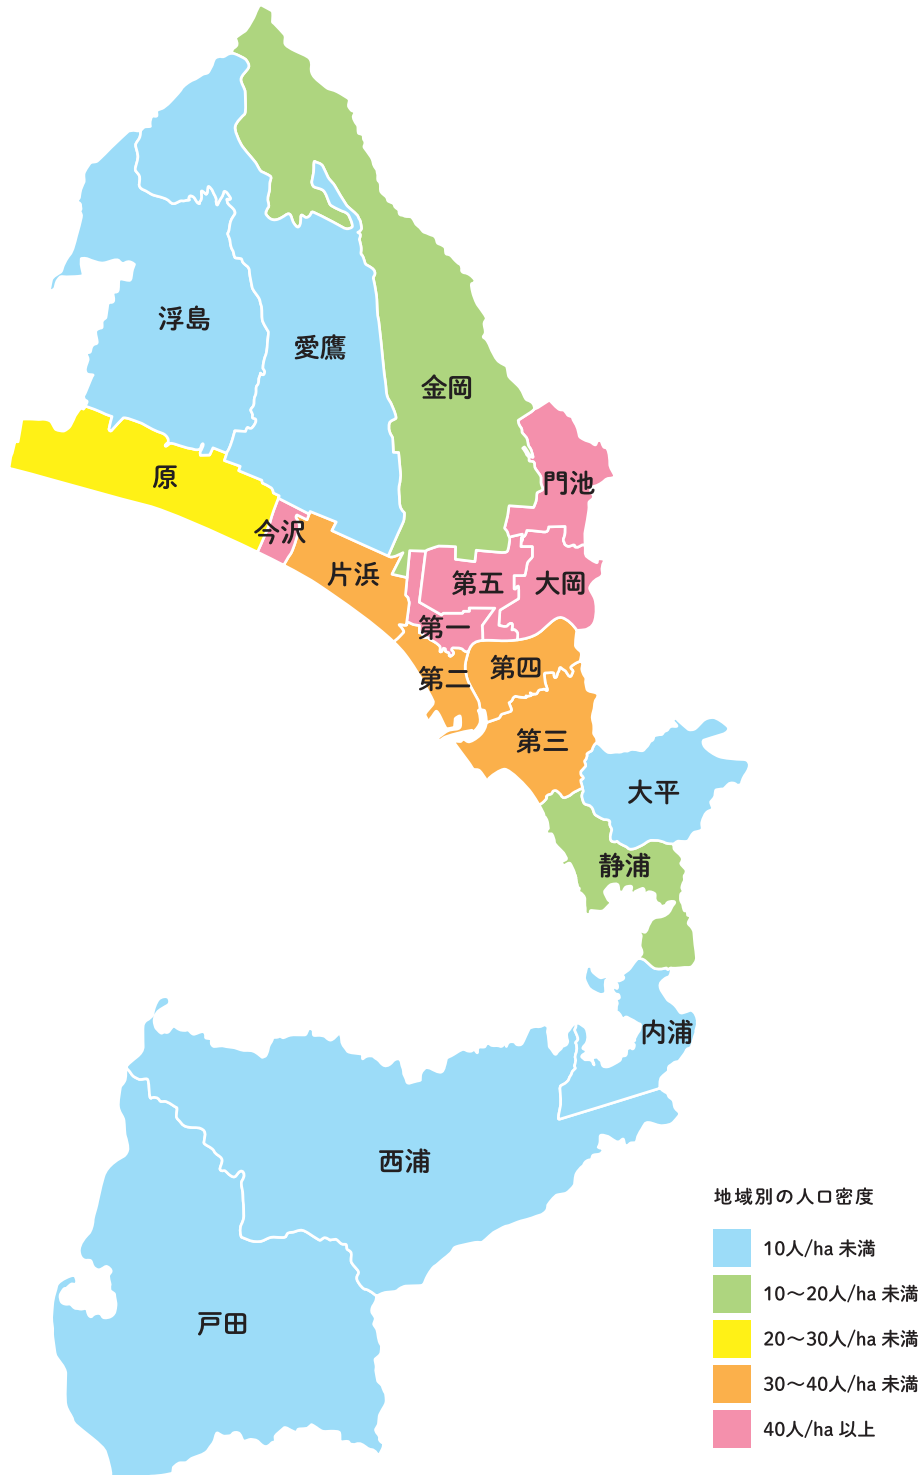 浮島
愛鷹
金岡
原
門池
今沢
片浜
第五
大岡
第一
第二
第四
第三
大平
静浦
内浦
西浦
戸田
地域別の人口密度
10人/ha 未満
10〜20人/ha 未満
20〜30人/ha 未満
30〜40人/ha 未満
40人/ha 以上